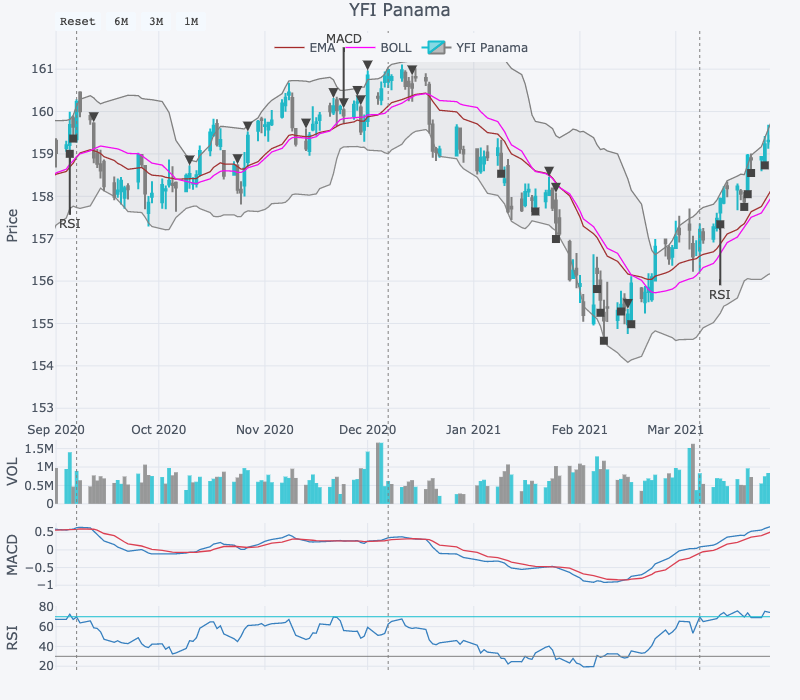 YFI Panama
Reset 6M 3M 1M
MACD
EMA BOLL YFI Panama
161
160
159
158
157
156
155
154
153
Price
RSI
RSI
Sep 2020 Oct 2020 Nov 2020 Dec 2020 Jan 2021 Feb 2021 Mar 2021
1.5M
1M
0.5M
0
VOL
0.5
0
−0.5
−1
MACD
80
60
40
20
RSI